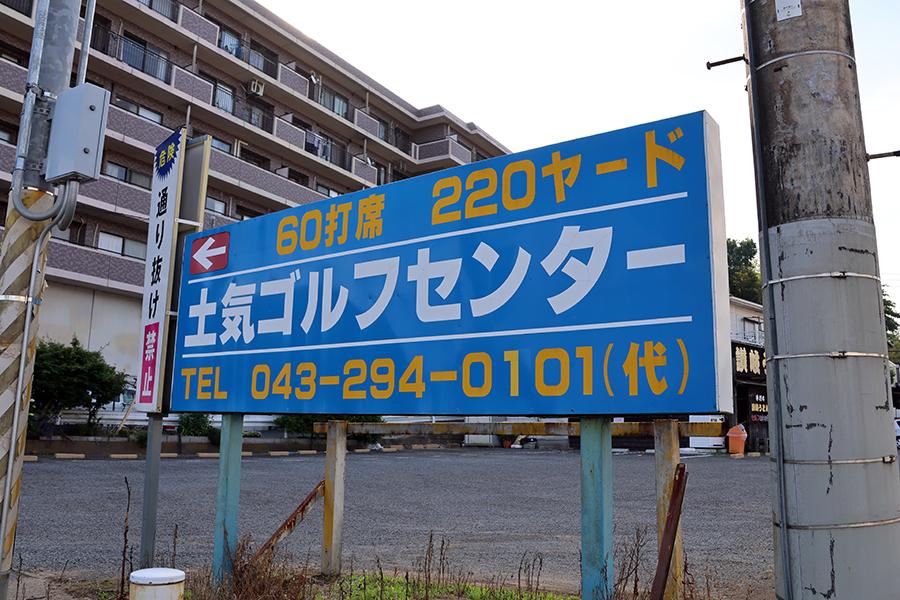 危険
通り抜け
禁止
60打席 220ヤード
土気ゴルフセンター
TEL 043-294-0101(代)